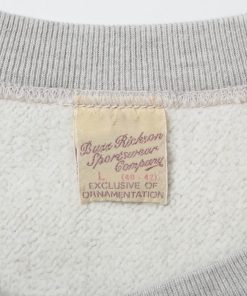 Buzz Rickson
Sportswear
Company
L (40-42)
EXCLUSIVE OF
ORNAMENTATION